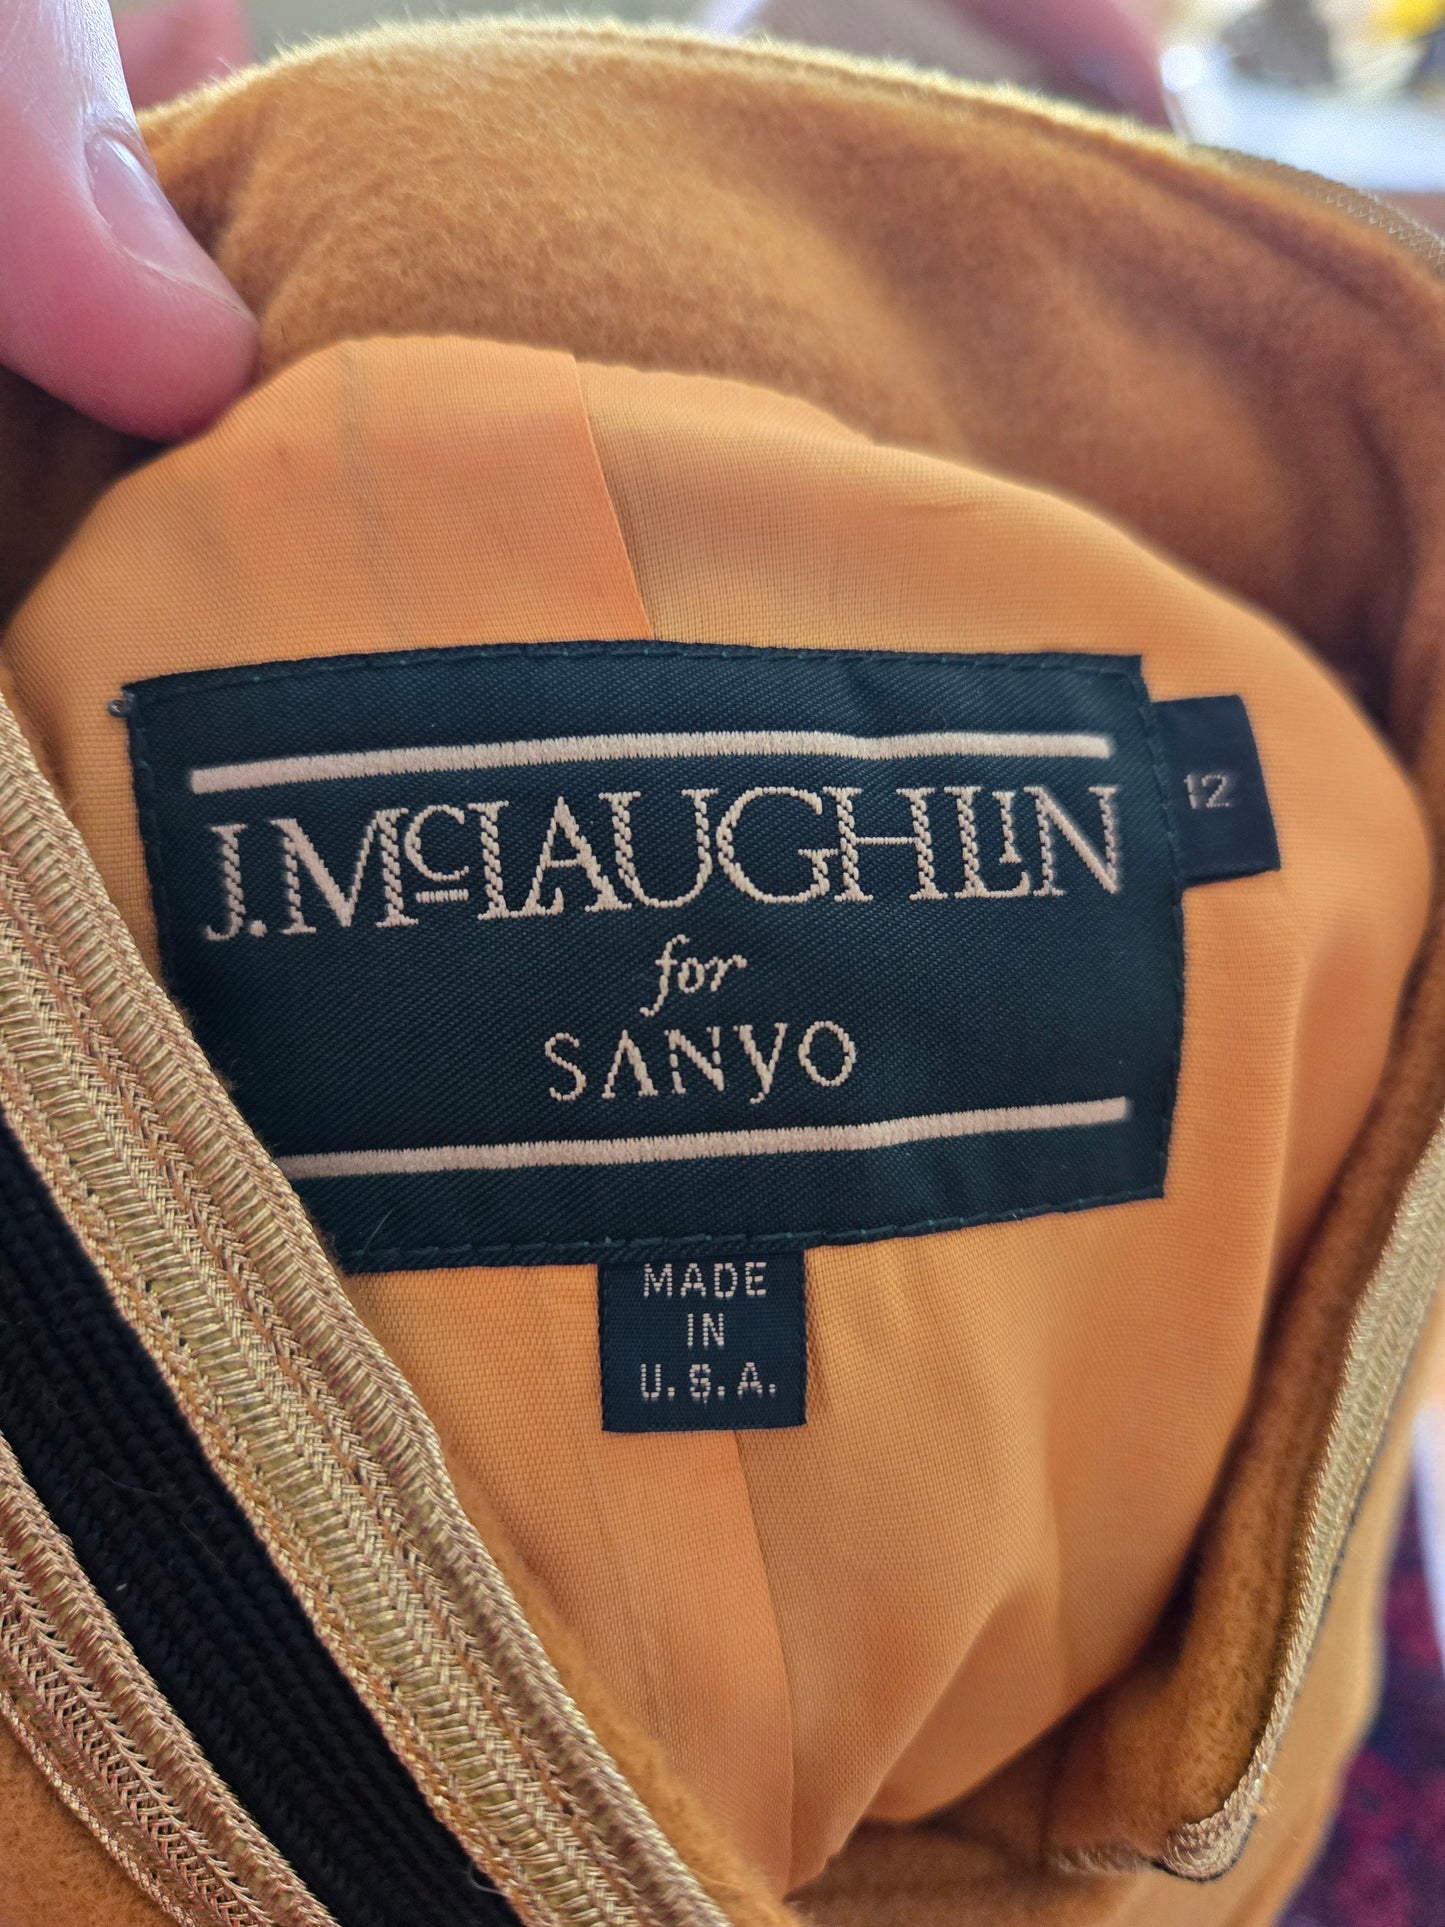 J. McLAUGHLIN
for
SANYO
12
MADE
IN
U.S.A.